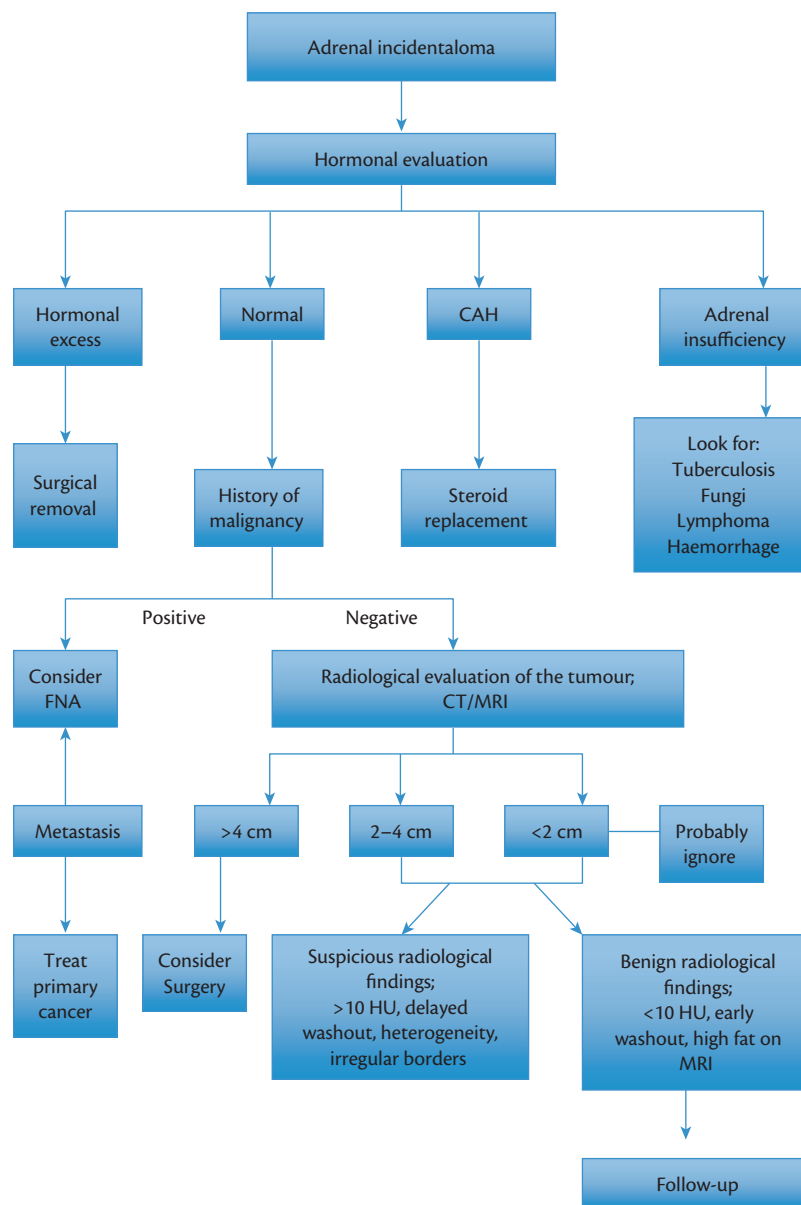 Adrenal incidentaloma
Hormonal evaluation
Hormonal
excess
Normal
CAH
Adrenal
insufficiency
Surgical
removal
History of
malignancy
Steroid
replacement
Look for:
Tuberculosis
Fungi
Lymphoma
Haemorrhage
Positive
Negative
Consider
FNA
Radiological evaluation of the tumour;
CT/MRI
Metastasis
>4 cm
2–4 cm
<2 cm
Probably
ignore
Treat
primary
cancer
Consider
Surgery
Suspicious radiological
findings;
>10 HU, delayed
washout, heterogeneity,
irregular borders
Benign radiological
findings;
<10 HU, early
washout, high fat on
MRI
Follow-up